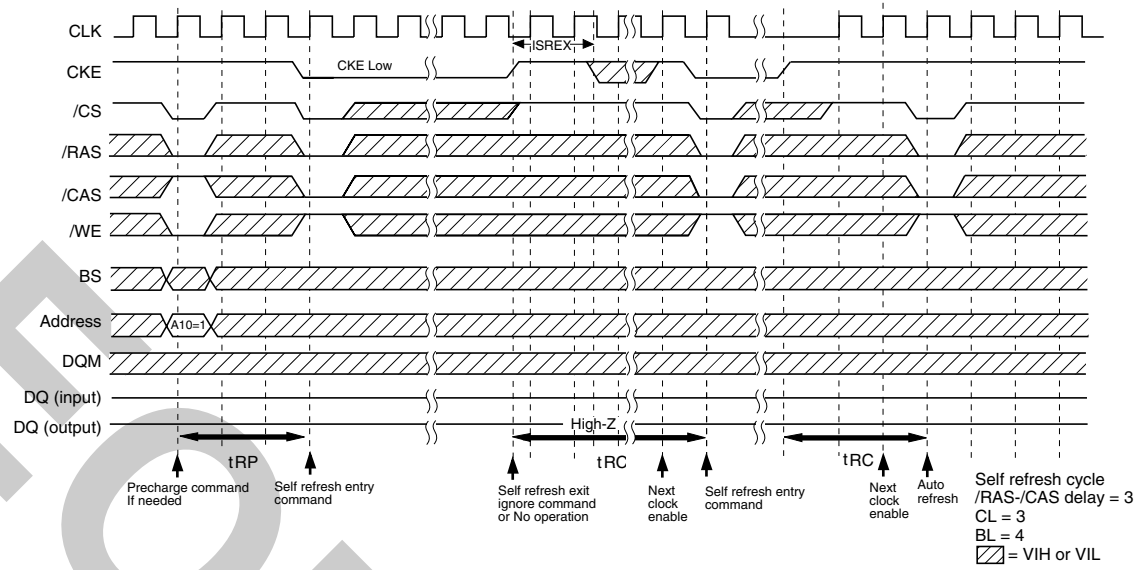 CLK
ISREX
CKE
CKE Low
/CS
/RAS
/CAS
/WE
BS
Address
A10=1
DQM
DQ (input)
DQ (output)
High-Z
tRP
tRC
tRC
Precharge command
If needed
Self refresh entry
command
Self refresh exit
ignore command
or No operation
Next
clock
enable
Self refresh entry
command
Next
clock
enable
Auto
refresh
Self refresh cycle
/RAS-/CAS delay = 3
CL = 3
BL = 4
= VIH or VIL